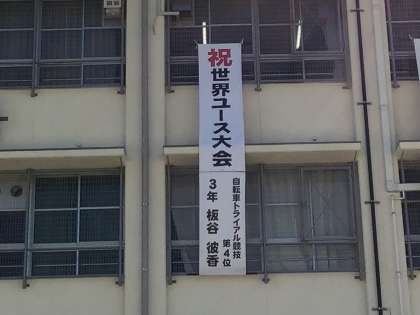 祝世界ユース大会
自転車トライアル競技
第4位
3年 板谷 彼香